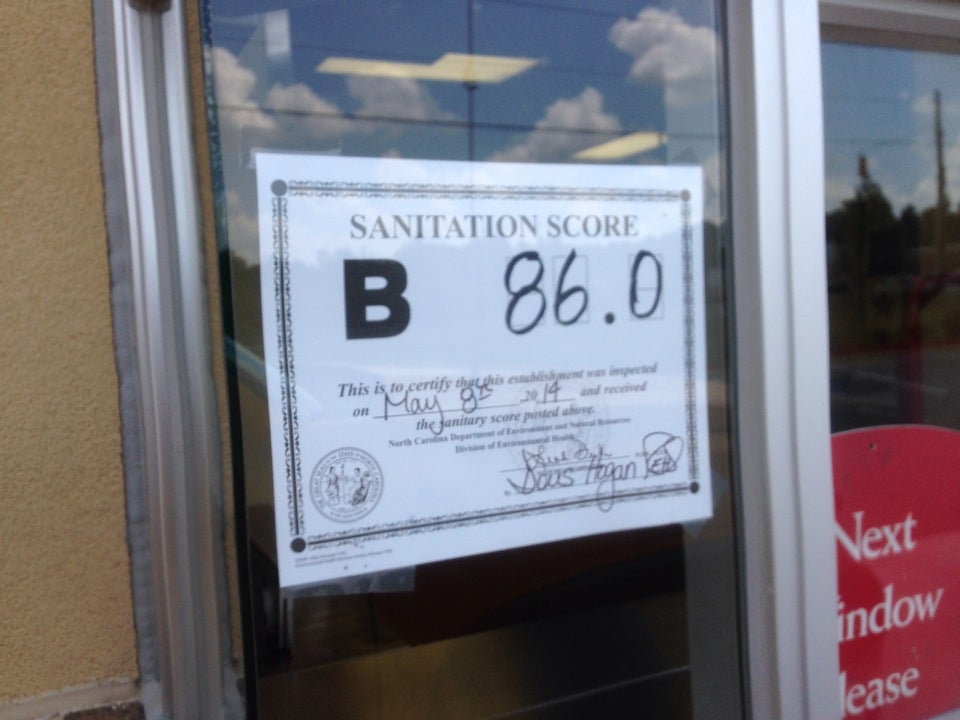 SANITATION SCORE
B 86.0
This is to certify that this establishment was inspected
on May 8th, 2014 and received
the sanitary score posted above.
North Carolina Department of Environment and Natural Resources
Division of Environmental Health
By
Next
indow
lease